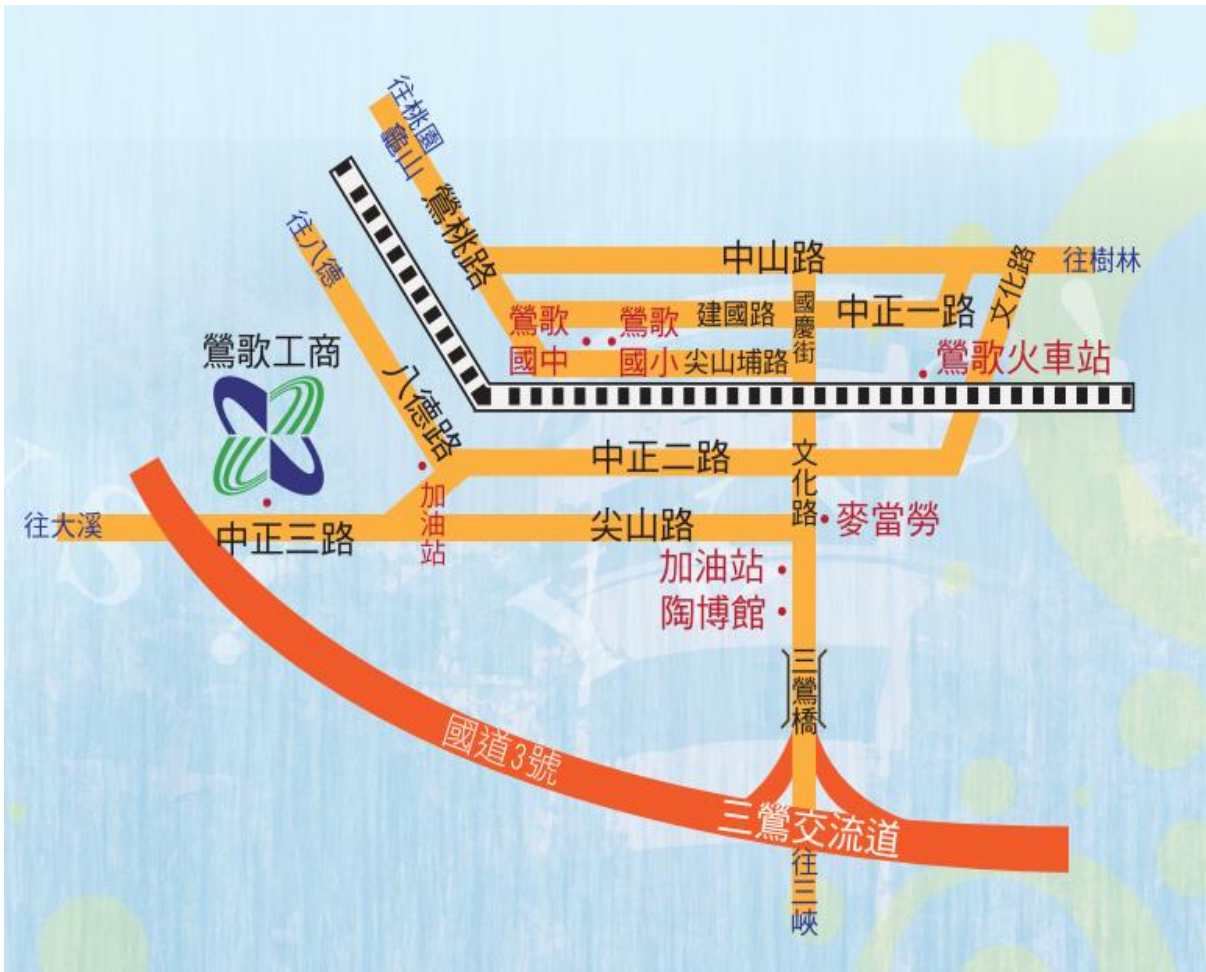 往桃園
龜山
鶯桃路
往八德
中山路
往樹林
文化路
國慶街
建國路
中正一路
鶯歌
國中
鶯歌
國小
尖山埔路
鶯歌火車站
鶯歌工商
八德路
中正二路
文化路
加油站
麥當勞
往大溪
中正三路
尖山路
加油站
陶博館
三鶯橋
國道3號
三鶯交流道
往三峽